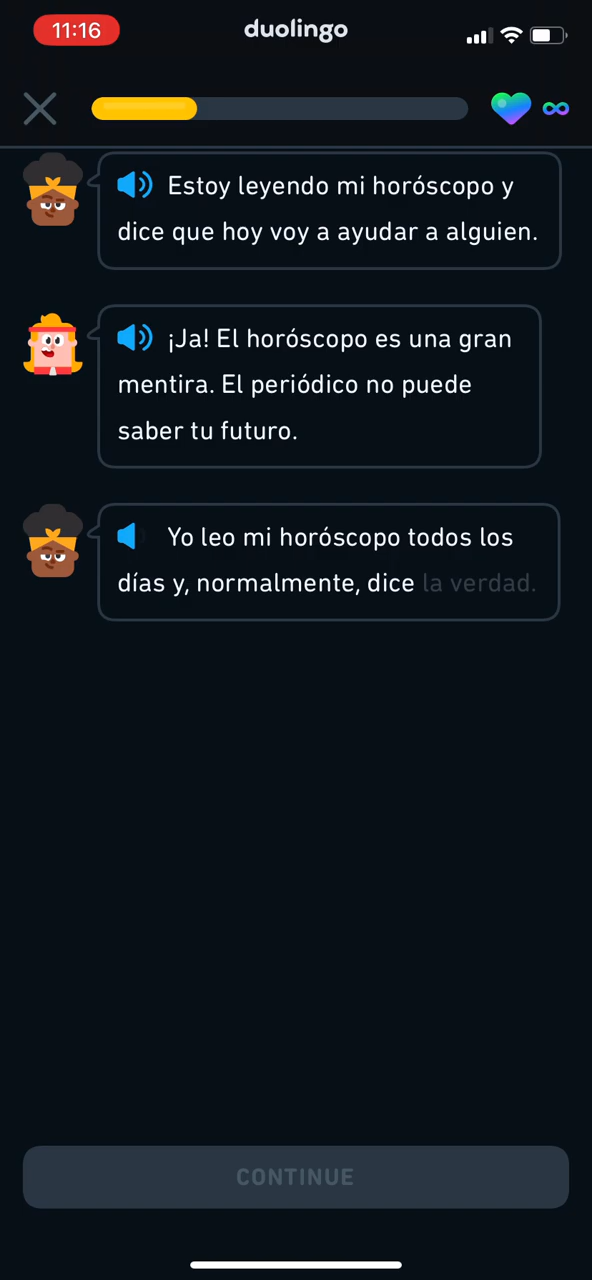 11:16
duolingo
Estoy leyendo mi horóscopo y
dice que hoy voy a ayudar a alguien.
¡Ja! El horóscopo es una gran
mentira. El periódico no puede
saber tu futuro.
Yo leo mi horóscopo todos los
días y, normalmente, dice la verdad.
CONTINUE